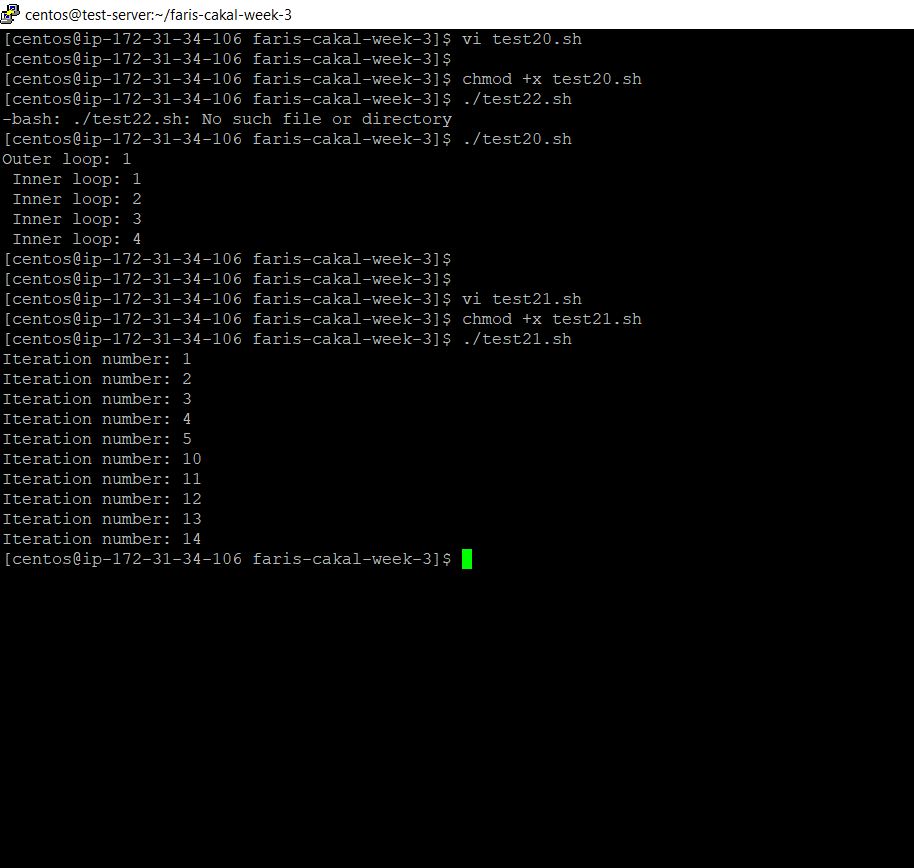 centos@test-server:~/faris-cakal-week-3
[centos@ip-172-31-34-106 faris-cakal-week-3]$ vi test20.sh
[centos@ip-172-31-34-106 faris-cakal-week-3]$
[centos@ip-172-31-34-106 faris-cakal-week-3]$ chmod +x test20.sh
[centos@ip-172-31-34-106 faris-cakal-week-3]$ ./test22.sh
-bash: ./test22.sh: No such file or directory
[centos@ip-172-31-34-106 faris-cakal-week-3]$ ./test20.sh
Outer loop: 1
 Inner loop: 1
 Inner loop: 2
 Inner loop: 3
 Inner loop: 4
[centos@ip-172-31-34-106 faris-cakal-week-3]$
[centos@ip-172-31-34-106 faris-cakal-week-3]$
[centos@ip-172-31-34-106 faris-cakal-week-3]$ vi test21.sh
[centos@ip-172-31-34-106 faris-cakal-week-3]$ chmod +x test21.sh
[centos@ip-172-31-34-106 faris-cakal-week-3]$ ./test21.sh
Iteration number: 1
Iteration number: 2
Iteration number: 3
Iteration number: 4
Iteration number: 5
Iteration number: 10
Iteration number: 11
Iteration number: 12
Iteration number: 13
Iteration number: 14
[centos@ip-172-31-34-106 faris-cakal-week-3]$